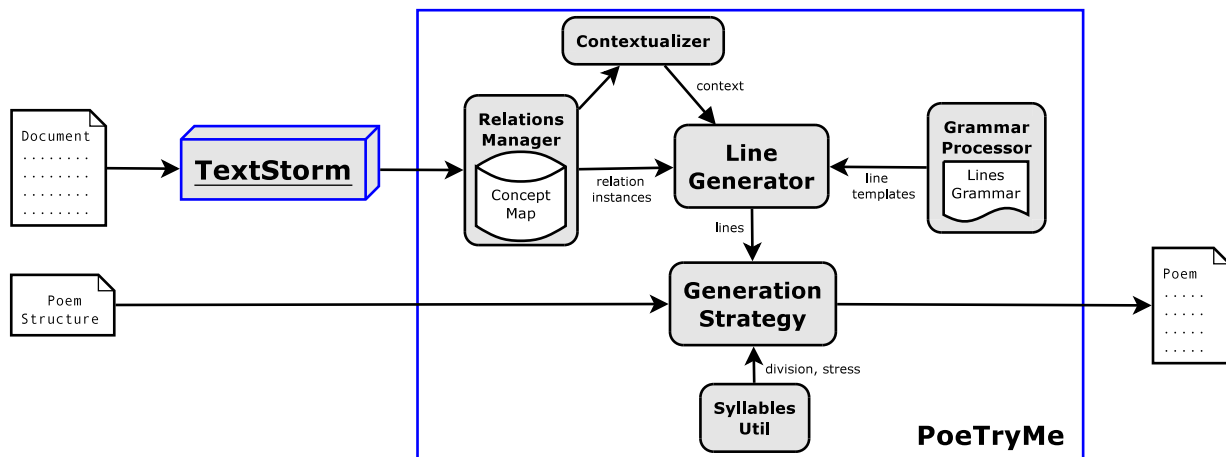 Contextualizer
context
Document
. . . . . . . .
. . . . . . . .
. . . . . . . .
. . . . . . . .
TextStorm
Relations
Manager
Concept
Map
relation
instances
Line
Generator
line
templates
Grammar
Processor
Lines
Grammar
lines
Poem
Structure
Generation
Strategy
Poem
. . . . .
. . . . .
. . . . .
. . . . .
division, stress
Syllables
Util
PoeTryMe